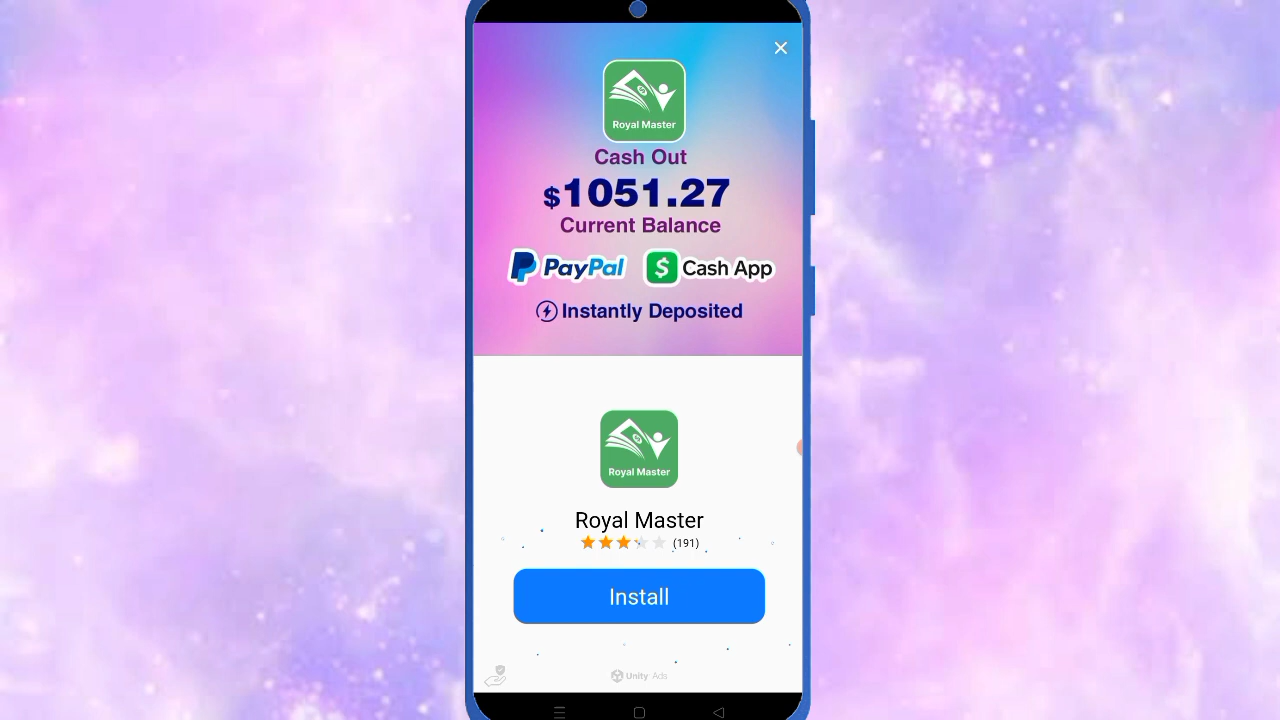 Royal Master
Cash Out
$1051.27
Current Balance
PayPal Cash App
Instantly Deposited
Royal Master
Royal Master
(191)
Install
Unity Ads